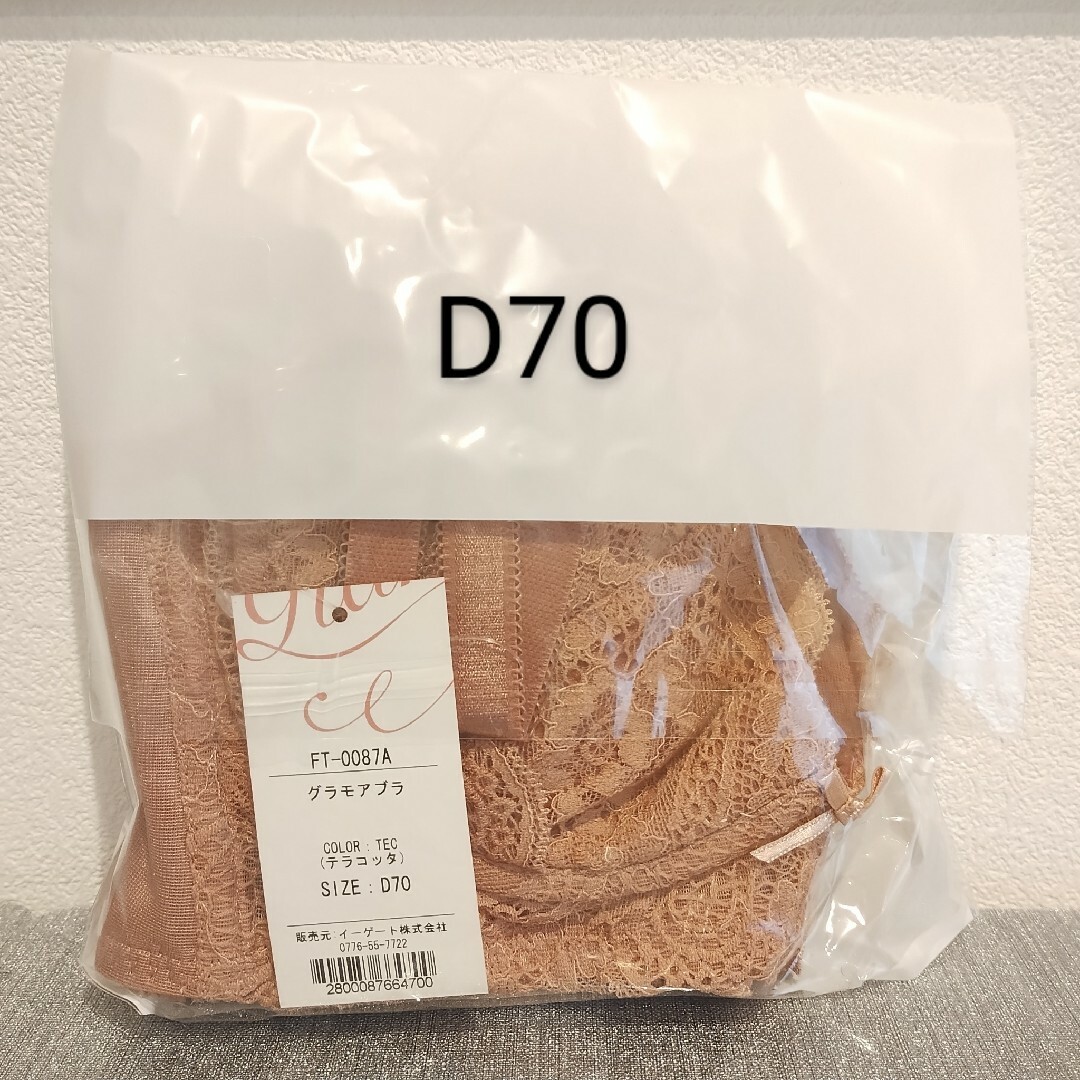 D70
FT-0087A
グラモアブラ
COLOR : TEC
(テラコッタ)
SIZE : D70
販売元 イーゲート株式会社
0776-55-7722
2800087664700